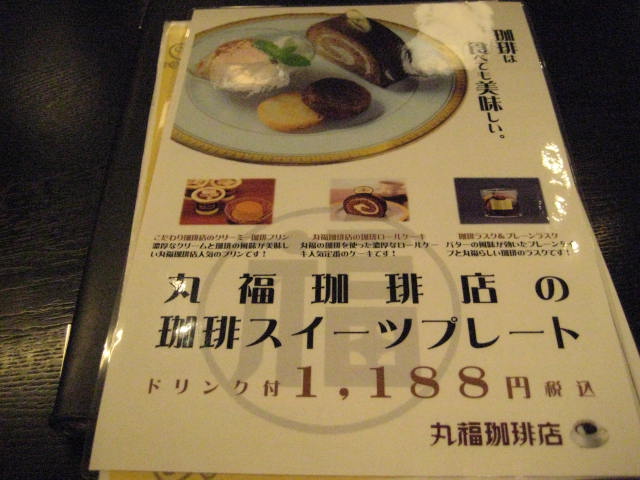 珈琲は
食べても美味しい。
こだわり珈琲店のクリーミー珈琲プリン
濃厚なクリームと珈琲の風味が美味し
い丸福珈琲店人気のプリンです!
丸福珈琲店の珈琲ロールケーキ
丸福の珈琲を使った濃厚なロールケー
キ人気定番のケーキです!
珈琲ラスク&プレーンラスク
バターの風味が効いたプレーンラス
クと丸福らしい珈琲のラスクです!
丸福珈琲店の
珈琲スイーツプレート
ドリンク付1,188円税込
丸福珈琲店
福